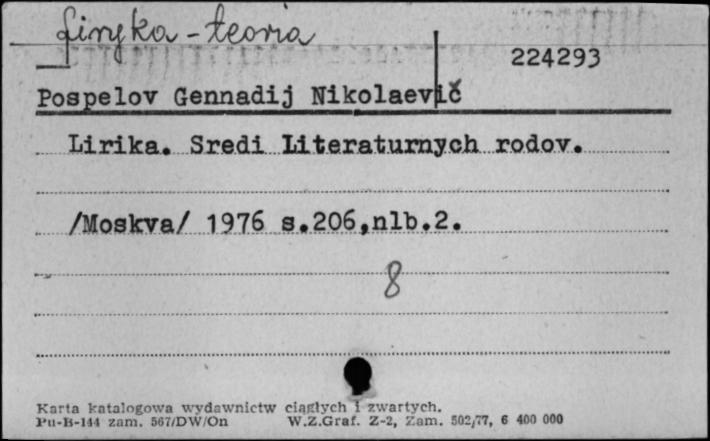 Liryka - teoria
224293
Pospelov Gennadij Nikolaevič
Lirika. Sredi Literaturnych rodov.
/Moskva/ 1976 s.206,nlb.2.
8
Karta katalogowa wydawnictw ciągłych i zwartych.
Pu-B-144 zam. 567/DW/On W.Z.Graf. Z-2, Zam. 502/77, 6 400 000